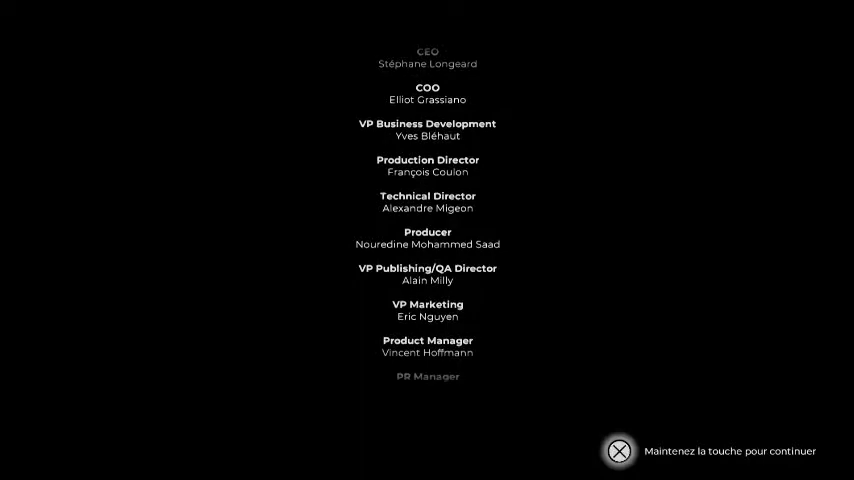 CEO
Stéphane Longeard
COO
Elliot Grassiano
VP Business Development
Yves Bléhaut
Production Director
François Coulon
Technical Director
Alexandre Migeon
Producer
Nouredine Mohammed Saad
VP Publishing/QA Director
Alain Milly
VP Marketing
Eric Nguyen
Product Manager
Vincent Hoffmann
PR Manager
Maintenez la touche pour continuer